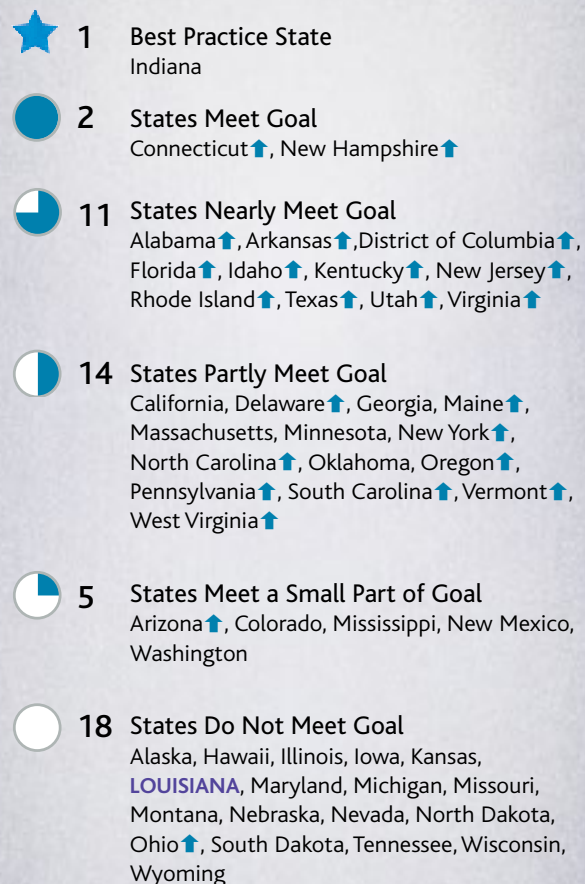 1 Best Practice State
Indiana
2 States Meet Goal
Connecticut⬆, New Hampshire⬆
11 States Nearly Meet Goal
Alabama⬆, Arkansas⬆,District of Columbia⬆,
Florida⬆, Idaho⬆, Kentucky⬆, New Jersey⬆,
Rhode Island⬆, Texas⬆, Utah⬆, Virginia⬆
14 States Partly Meet Goal
California, Delaware⬆, Georgia, Maine⬆,
Massachusetts, Minnesota, New York⬆,
North Carolina⬆, Oklahoma, Oregon⬆,
Pennsylvania⬆, South Carolina⬆, Vermont⬆,
West Virginia⬆
5 States Meet a Small Part of Goal
Arizona⬆, Colorado, Mississippi, New Mexico,
Washington
18 States Do Not Meet Goal
Alaska, Hawaii, Illinois, Iowa, Kansas,
LOUISIANA, Maryland, Michigan, Missouri,
Montana, Nebraska, Nevada, North Dakota,
Ohio⬆, South Dakota, Tennessee, Wisconsin,
Wyoming